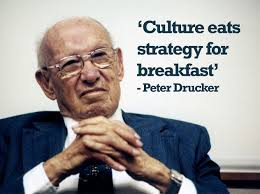 ‘Culture eats
strategy for
breakfast’
- Peter Drucker